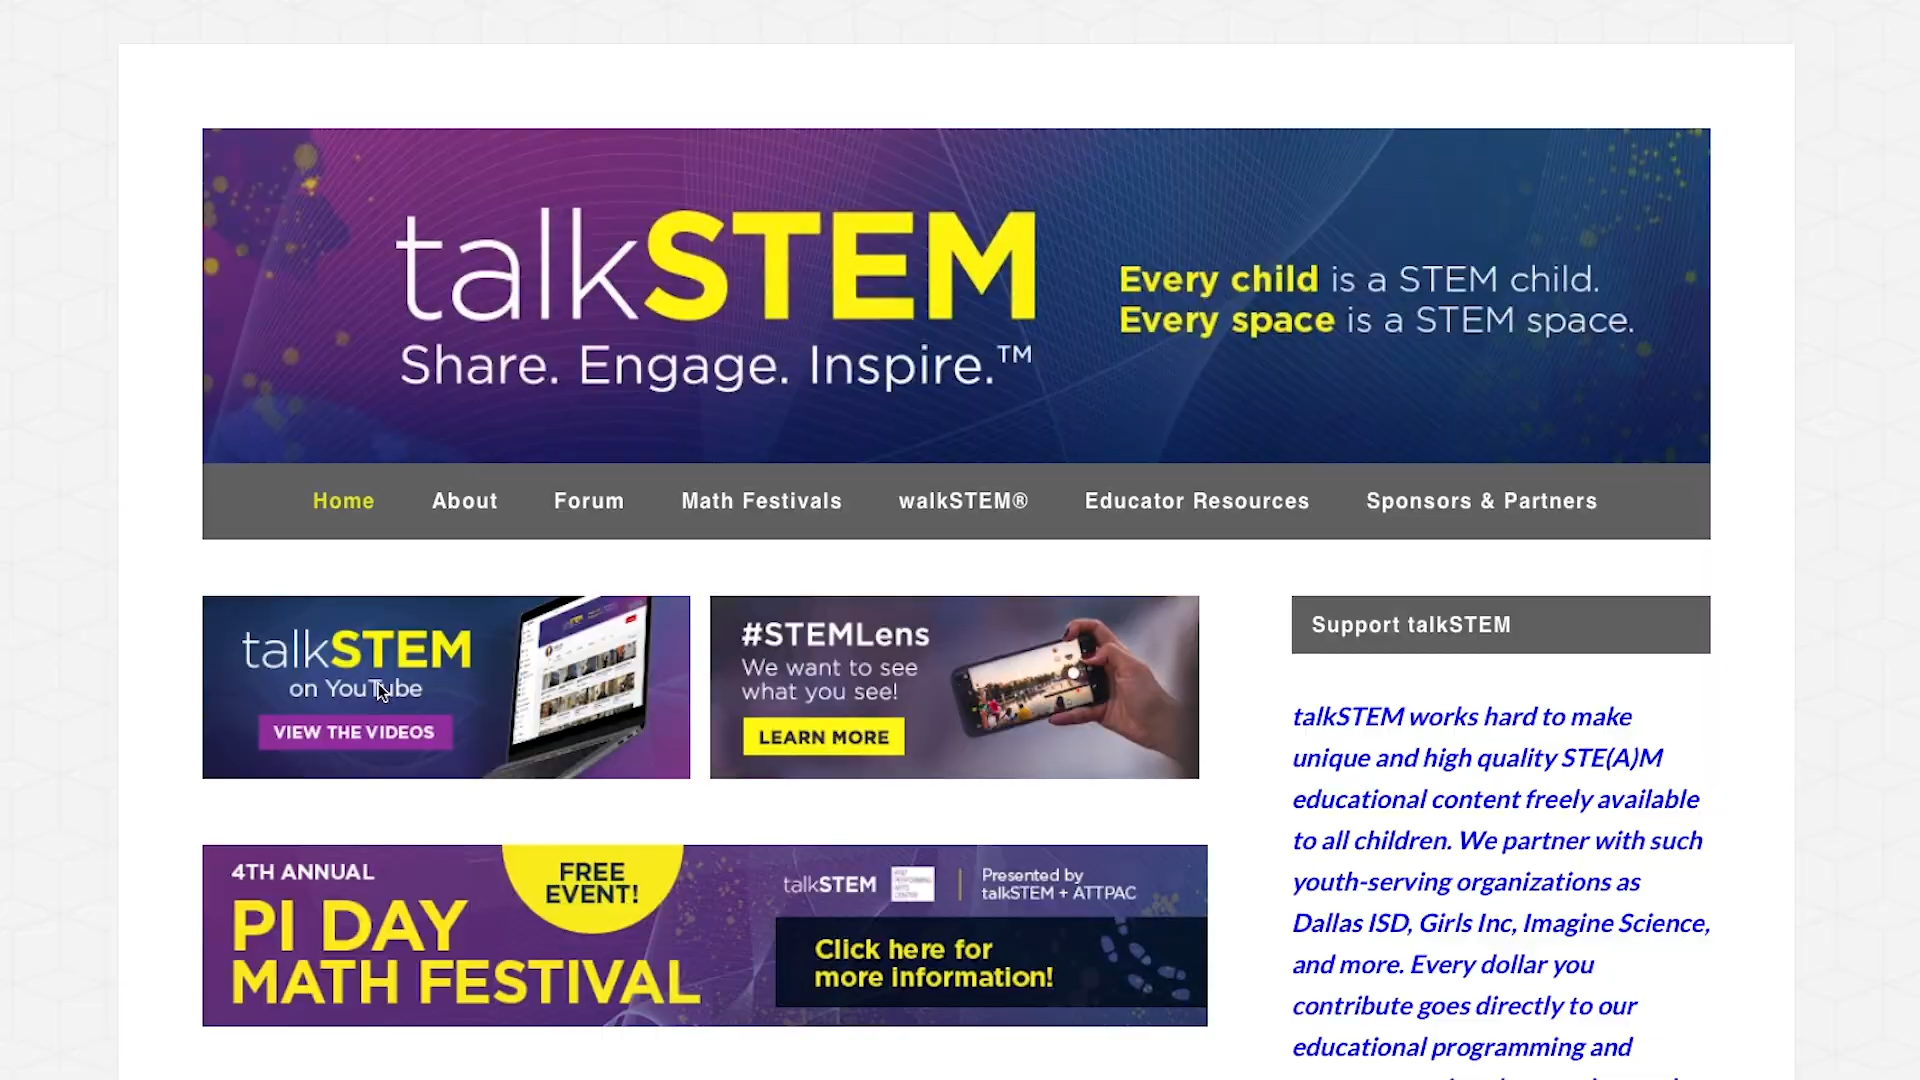 talkSTEM
Share. Engage. Inspire.™
Every child is a STEM child.
Every space is a STEM space.
Home About Forum Math Festivals walkSTEM® Educator Resources Sponsors & Partners
talkSTEM
on YouTube
VIEW THE VIDEOS
#STEMLens
We want to see
what you see!
LEARN MORE
Support talkSTEM
talkSTEM works hard to make
unique and high quality STE(A)M
educational content freely available
to all children. We partner with such
youth-serving organizations as
Dallas ISD, Girls Inc, Imagine Science,
and more. Every dollar you
contribute goes directly to our
educational programming and
4TH ANNUAL
PI DAY
MATH FESTIVAL
FREE
EVENT!
talkSTEM
Presented by
talkSTEM + ATTPAC
Click here for
more information!